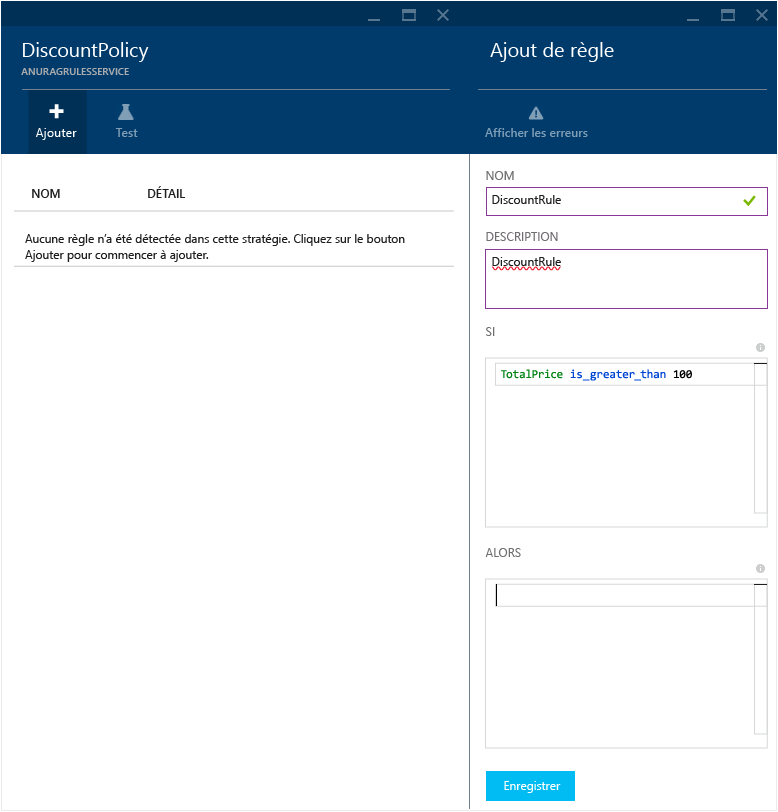 DiscountPolicy
ANURAGRULESSERVICE
Ajouter
Test
NOM
DÉTAIL
Aucune règle n'a été détectée dans cette stratégie. Cliquez sur le bouton
Ajouter pour commencer à ajouter.
Ajout de règle
Afficher les erreurs
NOM
DiscountRule
DESCRIPTION
DiscountRule
SI
TotalPrice is_greater_than 100
ALORS
Enregistrer